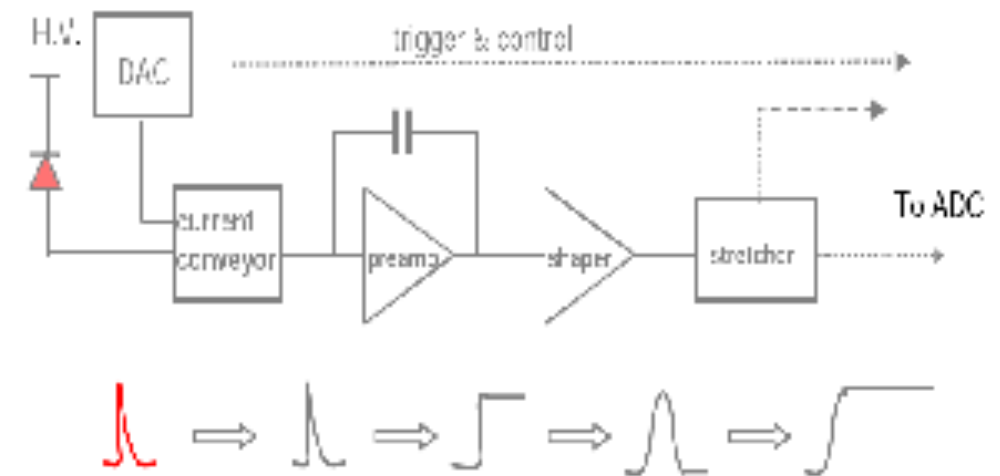 H.V.
DAC
trigger & control
current
conveyor
preamp
shaper
stretcher
To ADC